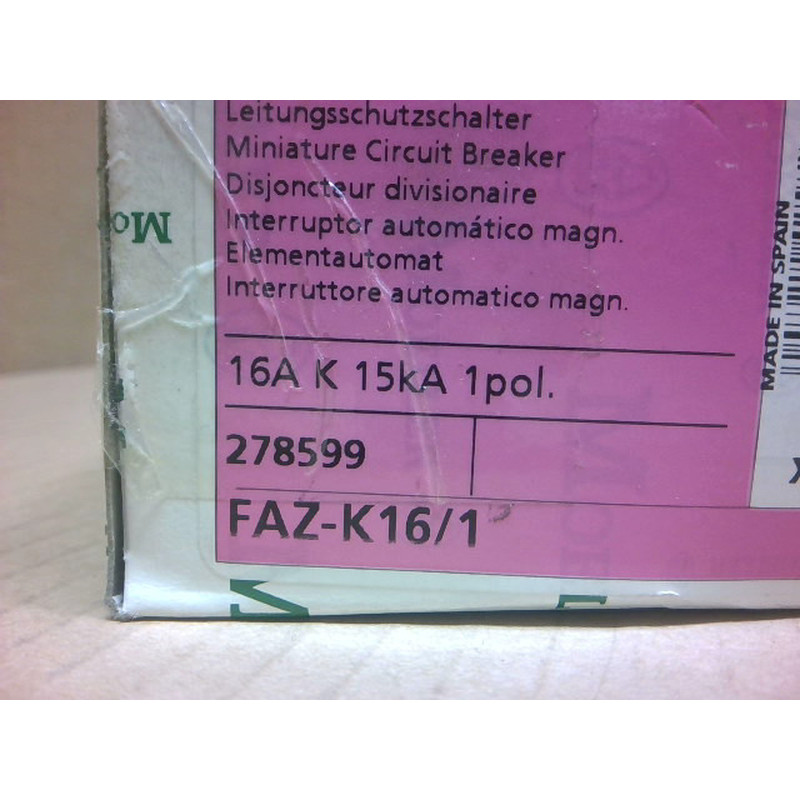 Leitungsschutzschalter
Miniature Circuit Breaker
Disjoncteur divisionaire
Interruptor automático magn.
Elementautomat
Interruttore automatico magn.
16A K 15kA 1pol.
278599
FAZ-K16/1
MADE IN SPAIN
Mo